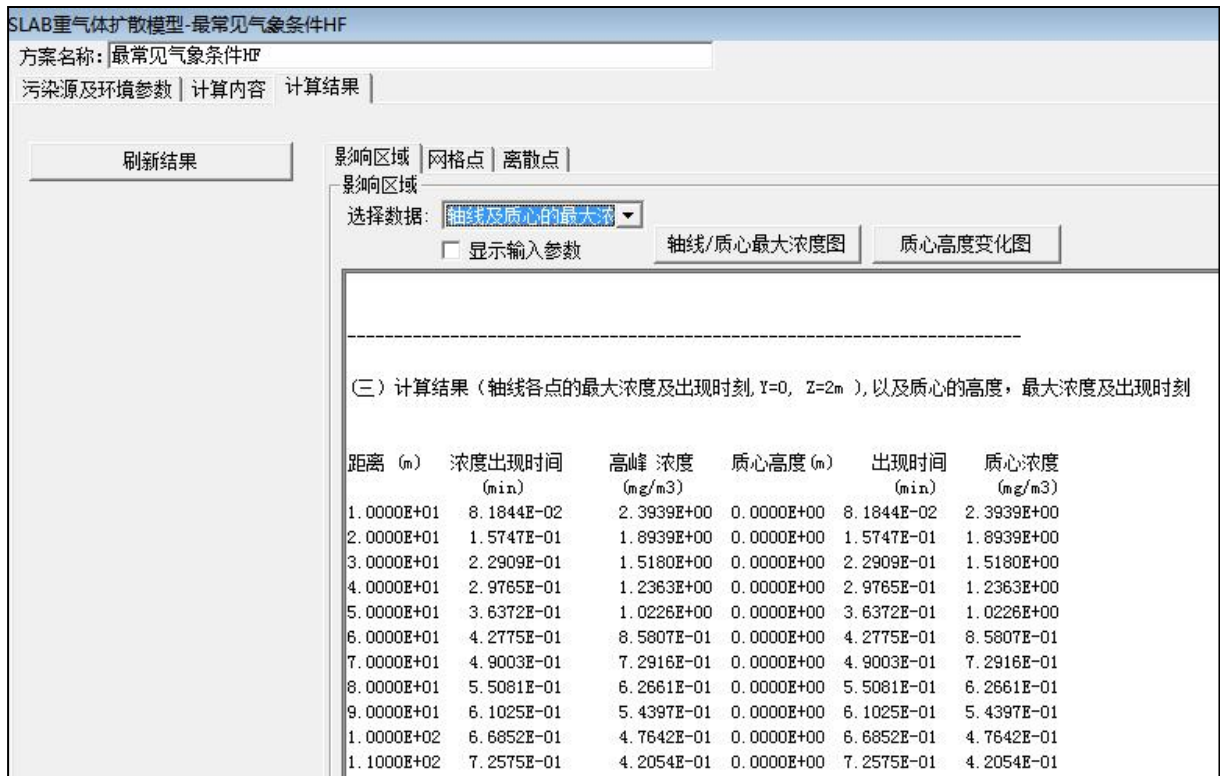 SLAB重气体扩散模型-最常见气象条件HF
方案名称: 最常见气象条件HF
污染源及环境参数 计算内容 计算结果
刷新结果
影响区域 网格点 离散点
影响区域
选择数据: 轴线及质心的最大浓
显示输入参数 轴线/质心最大浓度图 质心高度变化图
--------------------------------------------------------------------------
(三) 计算结果 (轴线各点的最大浓度及出现时刻,Y=0, Z=2m ),以及质心的高度,最大浓度及出现时刻
距离 (m) 浓度出现时间 高峰 浓度 质心高度(m) 出现时间 质心浓度
(min) (mg/m3) (min) (mg/m3)
1.0000E+01 8.1844E-02 2.3939E+00 0.0000E+00 8.1844E-02 2.3939E+00
2.0000E+01 1.5747E-01 1.8939E+00 0.0000E+00 1.5747E-01 1.8939E+00
3.0000E+01 2.2909E-01 1.5180E+00 0.0000E+00 2.2909E-01 1.5180E+00
4.0000E+01 2.9765E-01 1.2363E+00 0.0000E+00 2.9765E-01 1.2363E+00
5.0000E+01 3.6372E-01 1.0226E+00 0.0000E+00 3.6372E-01 1.0226E+00
6.0000E+01 4.2775E-01 8.5807E-01 0.0000E+00 4.2775E-01 8.5807E-01
7.0000E+01 4.9003E-01 7.2916E-01 0.0000E+00 4.9003E-01 7.2916E-01
8.0000E+01 5.5081E-01 6.2661E-01 0.0000E+00 5.5081E-01 6.2661E-01
9.0000E+01 6.1025E-01 5.4397E-01 0.0000E+00 6.1025E-01 5.4397E-01
1.0000E+02 6.6852E-01 4.7642E-01 0.0000E+00 6.6852E-01 4.7642E-01
1.1000E+02 7.2575E-01 4.2054E-01 0.0000E+00 7.2575E-01 4.2054E-01